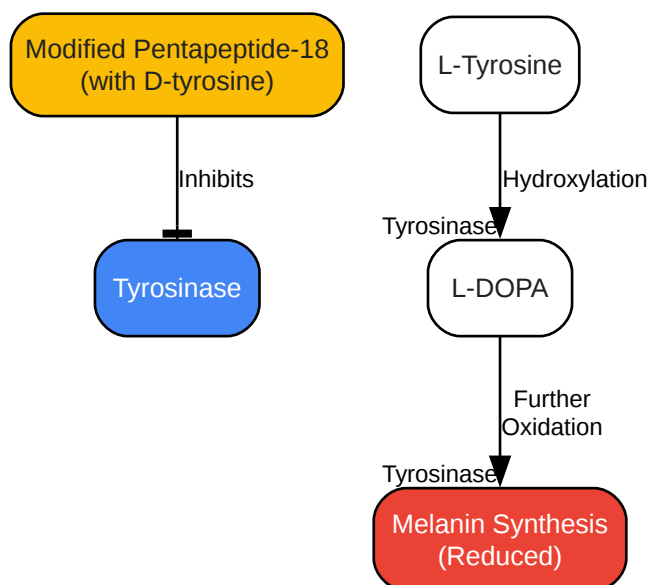 Modified Pentapeptide-18
(with D-tyrosine)
Inhibits
Tyrosinase
L-Tyrosine
Hydroxylation
Tyrosinase
L-DOPA
Further
Oxidation
Tyrosinase
Melanin Synthesis
(Reduced)